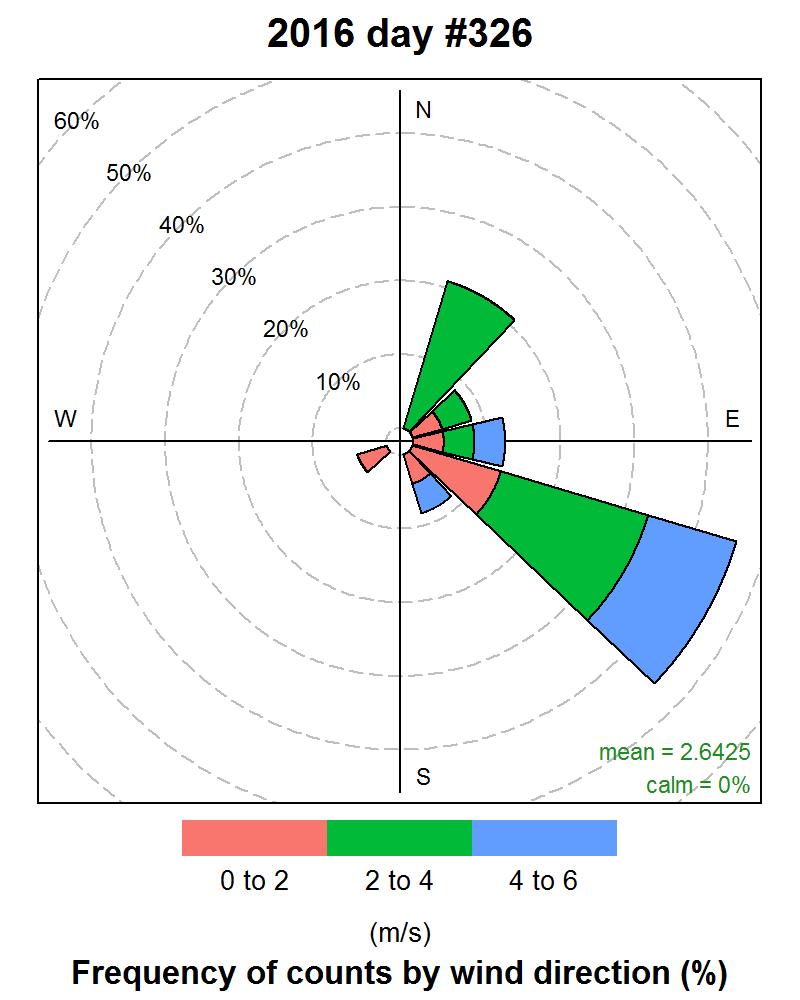 2016 day #326
N
60%
50%
40%
30%
20%
10%
W
E
S
mean = 2.6425
calm = 0%
0 to 2 2 to 4 4 to 6
(m/s)
Frequency of counts by wind direction (%)